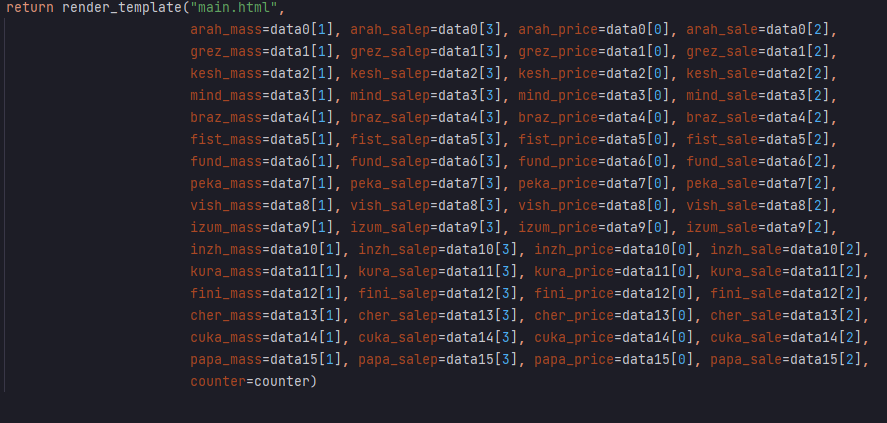 return render_template("main.html",
arah_mass=data0[1], arah_salep=data0[3], arah_price=data0[0], arah_sale=data0[2],
grez_mass=data1[1], grez_salep=data1[3], grez_price=data1[0], grez_sale=data1[2],
kesh_mass=data2[1], kesh_salep=data2[3], kesh_price=data2[0], kesh_sale=data2[2],
mind_mass=data3[1], mind_salep=data3[3], mind_price=data3[0], mind_sale=data3[2],
braz_mass=data4[1], braz_salep=data4[3], braz_price=data4[0], braz_sale=data4[2],
fist_mass=data5[1], fist_salep=data5[3], fist_price=data5[0], fist_sale=data5[2],
fund_mass=data6[1], fund_salep=data6[3], fund_price=data6[0], fund_sale=data6[2],
peka_mass=data7[1], peka_salep=data7[3], peka_price=data7[0], peka_sale=data7[2],
vish_mass=data8[1], vish_salep=data8[3], vish_price=data8[0], vish_sale=data8[2],
izum_mass=data9[1], izum_salep=data9[3], izum_price=data9[0], izum_sale=data9[2],
inzh_mass=data10[1], inzh_salep=data10[3], inzh_price=data10[0], inzh_sale=data10[2],
kura_mass=data11[1], kura_salep=data11[3], kura_price=data11[0], kura_sale=data11[2],
fini_mass=data12[1], fini_salep=data12[3], fini_price=data12[0], fini_sale=data12[2],
cher_mass=data13[1], cher_salep=data13[3], cher_price=data13[0], cher_sale=data13[2],
cuka_mass=data14[1], cuka_salep=data14[3], cuka_price=data14[0], cuka_sale=data14[2],
papa_mass=data15[1], papa_salep=data15[3], papa_price=data15[0], papa_sale=data15[2],
counter=counter)